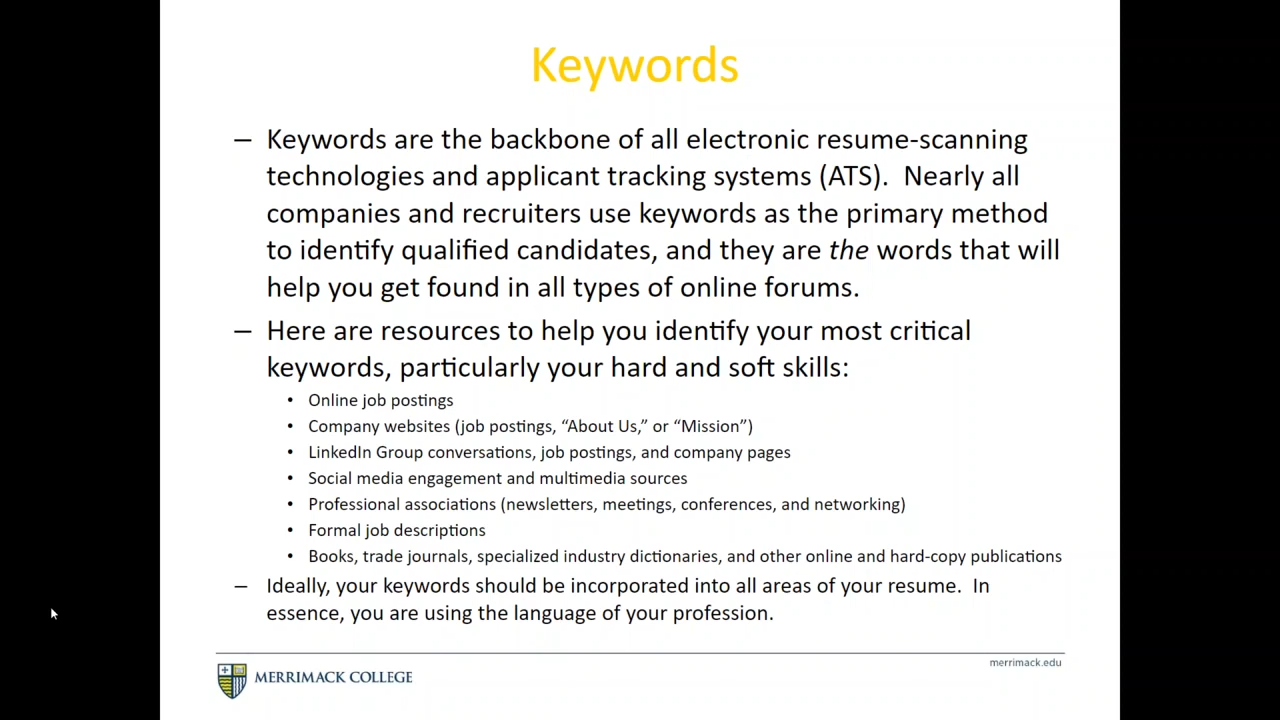 Keywords
– Keywords are the backbone of all electronic resume-scanning
technologies and applicant tracking systems (ATS).  Nearly all
companies and recruiters use keywords as the primary method
to identify qualified candidates, and they are the words that will
help you get found in all types of online forums.
– Here are resources to help you identify your most critical
keywords, particularly your hard and soft skills:
• Online job postings
• Company websites (job postings, “About Us,” or “Mission”)
• LinkedIn Group conversations, job postings, and company pages
• Social media engagement and multimedia sources
• Professional associations (newsletters, meetings, conferences, and networking)
• Formal job descriptions
• Books, trade journals, specialized industry dictionaries, and other online and hard-copy publications
– Ideally, your keywords should be incorporated into all areas of your resume.  In
essence, you are using the language of your profession.
merrimack.edu
MERRIMACK COLLEGE